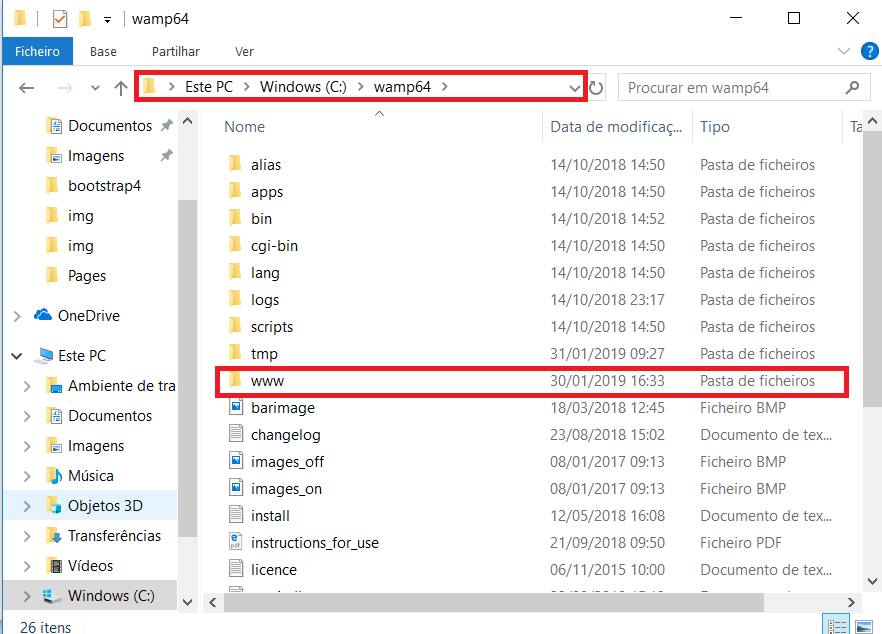 wamp64
Ficheiro Base Partilhar Ver
Este PC Windows (C:) wamp64
Procurar em wamp64
Documentos
Imagens
bootstrap4
img
img
Pages
OneDrive
Este PC
Ambiente de tra
Documentos
Imagens
Música
Objetos 3D
Transferências
Vídeos
Windows (C:)
Nome Data de modificaç... Tipo Ta
alias 14/10/2018 14:50 Pasta de ficheiros
apps 14/10/2018 14:50 Pasta de ficheiros
bin 14/10/2018 14:52 Pasta de ficheiros
cgi-bin 14/10/2018 14:50 Pasta de ficheiros
lang 14/10/2018 14:50 Pasta de ficheiros
logs 14/10/2018 23:17 Pasta de ficheiros
scripts 14/10/2018 14:50 Pasta de ficheiros
tmp 31/01/2019 09:27 Pasta de ficheiros
www 30/01/2019 16:33 Pasta de ficheiros
barimage 18/03/2018 12:45 Ficheiro BMP
changelog 23/08/2018 15:02 Documento de tex...
images_off 08/01/2017 09:13 Ficheiro BMP
images_on 08/01/2017 09:13 Ficheiro BMP
install 12/05/2018 16:08 Documento de tex...
instructions_for_use 21/09/2018 09:50 Ficheiro PDF
licence 06/11/2015 10:00 Documento de tex...
26 itens